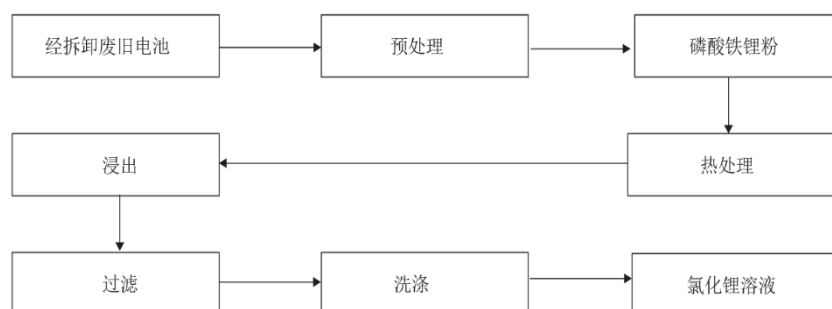 经拆卸废旧电池
预处理
磷酸铁锂粉
热处理
浸出
过滤
洗涤
氯化锂溶液